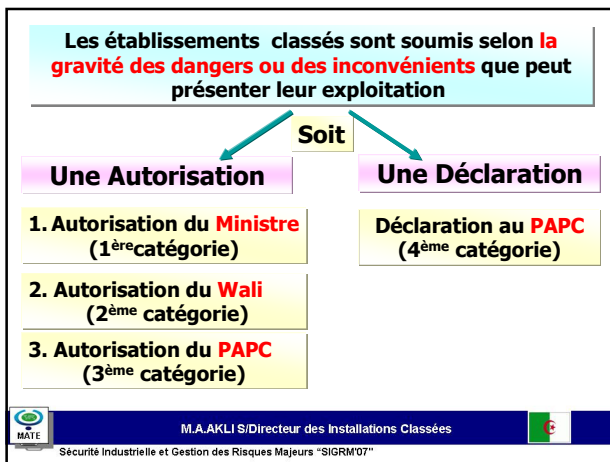 Les établissements classés sont soumis selon la
gravité des dangers ou des inconvénients que peut
présenter leur exploitation
Soit
Une Autorisation
Une Déclaration
1. Autorisation du Ministre
(1ère catégorie)
2. Autorisation du Wali
(2ème catégorie)
3. Autorisation du PAPC
(3ème catégorie)
Déclaration au PAPC
(4ème catégorie)
MATE
M.A.AKLI S/Directeur des Installations Classées
Sécurité Industrielle et Gestion des Risques Majeurs "SIGRM'07"